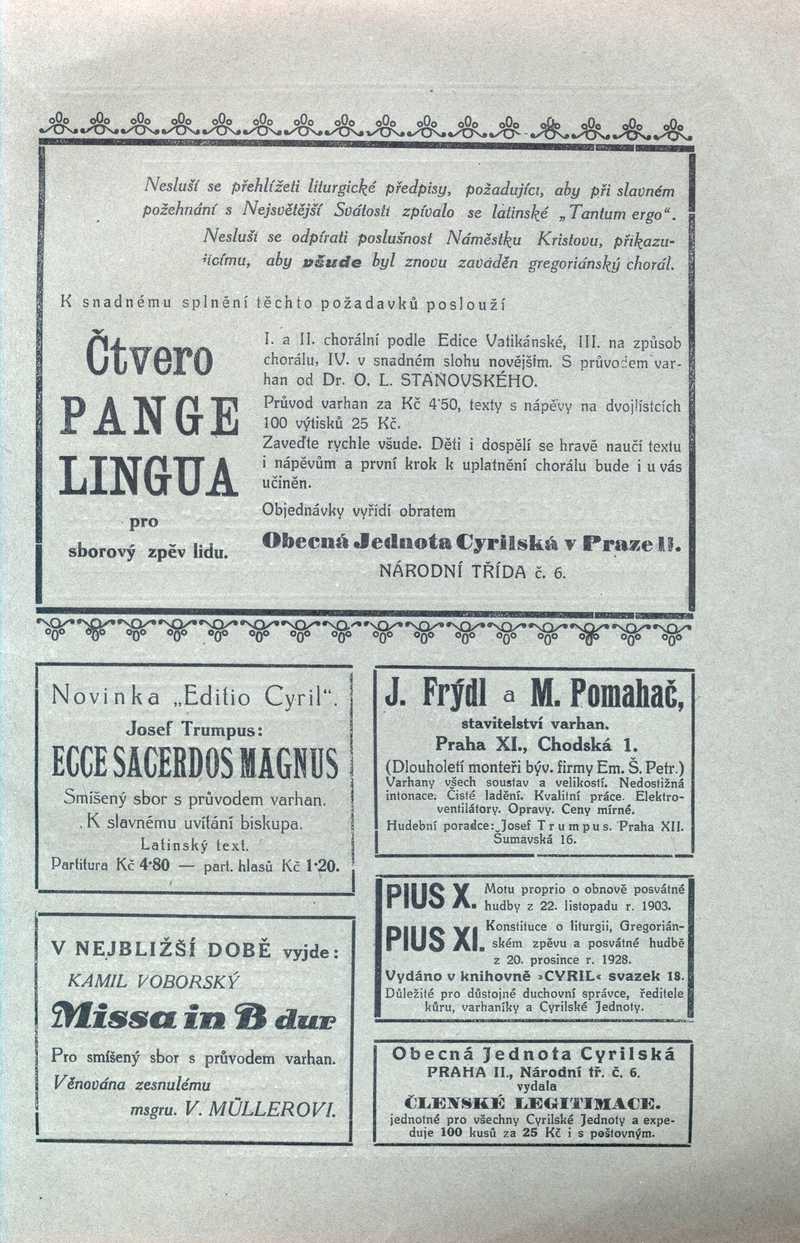 Nesluší se přehlížeti liturgické předpisy, požadující, aby při slavném
požehnání s Nejsvětější Svátostí zpívalo se latinské „Tantum ergo“.
Nesluší se odpírati poslušnost Náměstku Kristovu, přikazu-
jícímu, aby všude byl znovu zaváděn gregoriánský chorál.
K snadnému splnění těchto požadavků poslouží
Čtvero
PANGE
LINGUA
pro
sborový zpěv lidu.
I. a II. chorální podle Edice Vatikánské, III. na způsob
chorálu, IV. v snadném slohu novějším. S průvodem var-
han od Dr. O. L. STAŇOVSKÉHO.
Průvod varhan za Kč 4·50, texty s nápěvy na dvojlístcích
100 výtisků 25 Kč.
Zaveďte rychle všude. Děti i dospělí se hravě naučí textu
i nápěvům a první krok k uplatnění chorálu bude i u vás
učiněn.
Objednávky vyřídí obratem
Obecná Jednota Cyrilská v Praze II.
NÁRODNÍ TŘÍDA č. 6.
Novinka „Editio Cyril“.
Josef Trumpus:
ECCE SACERDOS MAGNUS
Smíšený sbor s průvodem varhan.
K slavnému uvítání biskupa.
Latinský text.
Partitura Kč 4·80 — part. hlasů Kč 1·20.
V NEJBLIŽŠÍ DOBĚ vyjde:
KAMIL VOBORSKÝ
Missa in B dur
Pro smíšený sbor s průvodem varhan.
Věnována zesnulému
msgru. V. MÜLLEROVI.
J. Frýdl a M. Pomahač,
stavitelství varhan.
Praha XI., Chodská 1.
(Dlouholetí monteři býv. firmy Em. Š. Petr.)
Varhany všech soustav a velikostí. Nedostižná
intonace. Čisté ladění. Kvalitní práce. Elektro-
ventilátory. Opravy. Ceny mírné.
Hudební poradce: Josef Trumpus. Praha XII.
Šumavská 16.
PIUS X. Motu proprio o obnově posvátné
hudby z 22. listopadu r. 1903.
PIUS XI. Konstituce o liturgii, Gregorián-
ském zpěvu a posvátné hudbě
z 20. prosince r. 1928.
Vydáno v knihovně »CYRIL« svazek 18.
Důležité pro důstojné duchovní správce, ředitele
kůru, varhaníky a Cyrilské Jednoty.
Obecná Jednota Cyrilská
PRAHA II., Národní tř. č. 6.
vydala
ČLENSKÉ LEGITIMACE.
jednotné pro všechny Cyrilské Jednoty a expe-
duje 100 kusů za 25 Kč i s poštovným.